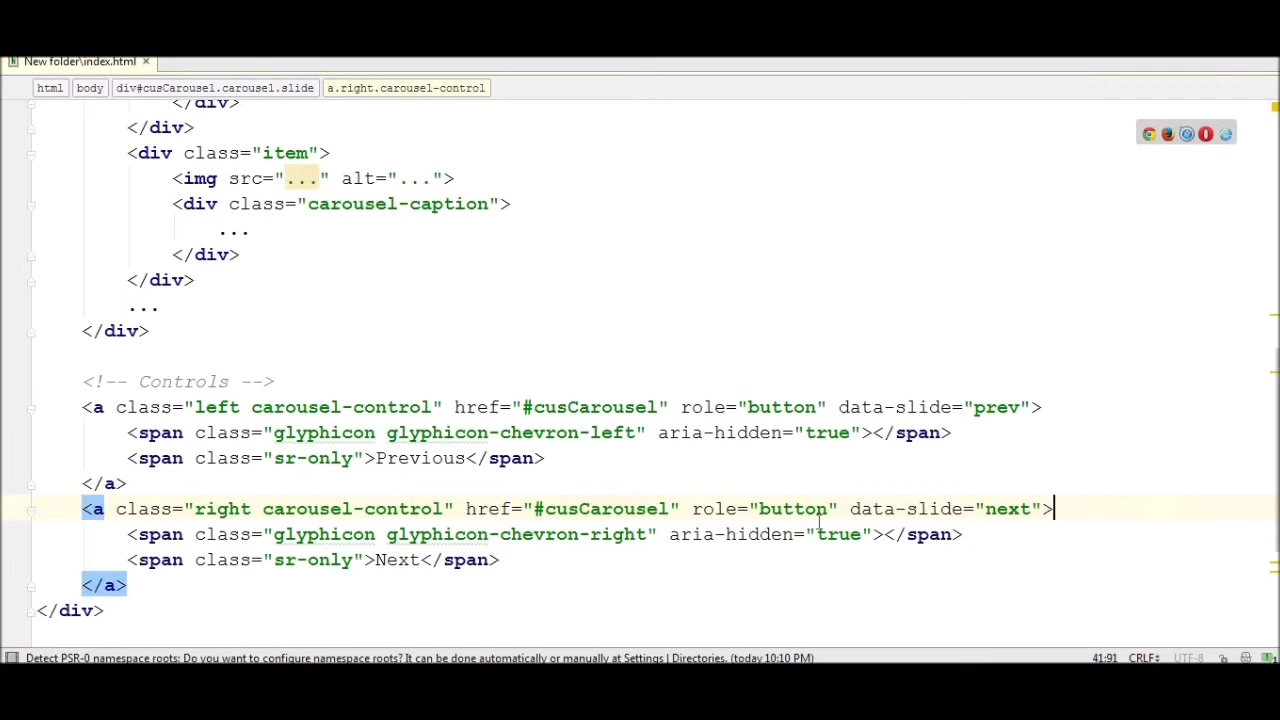 New folder\index.html ×
html body div#cusCarousel.carousel.slide a.right.carousel-control
</div>
</div>
<div class="item">
<img src="..." alt="...">
<div class="carousel-caption">
...
</div>
</div>
...
</div>
<!-- Controls -->
<a class="left carousel-control" href="#cusCarousel" role="button" data-slide="prev">
<span class="glyphicon glyphicon-chevron-left" aria-hidden="true"></span>
<span class="sr-only">Previous</span>
</a>
<a class="right carousel-control" href="#cusCarousel" role="button" data-slide="next">
<span class="glyphicon glyphicon-chevron-right" aria-hidden="true"></span>
<span class="sr-only">Next</span>
</a>
</div>
Detect PSR-0 namespace roots: Do you want to configure namespace roots? It can be done automatically or manually at Settings | Directories. (today 10:10 PM) 41:91 CRLF UTF-8